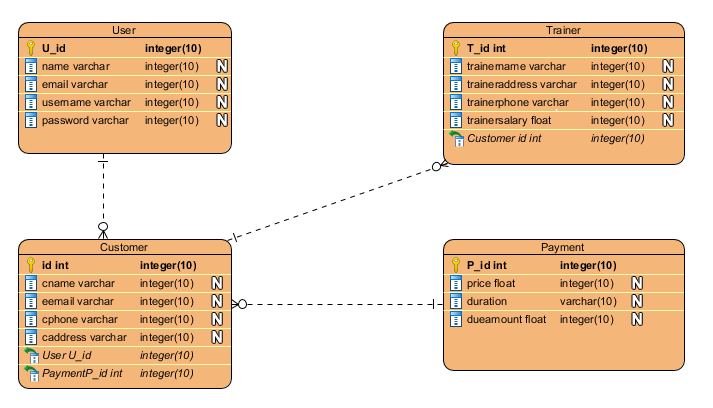 User
U_id integer(10)
name varchar integer(10) N
email varchar integer(10) N
username varchar integer(10) N
password varchar integer(10) N
Trainer
T_id int integer(10)
trainername varchar integer(10) N
traineraddress varchar integer(10) N
trainerphone varchar integer(10) N
trainersalary float integer(10) N
Customer id int integer(10)
Customer
id int integer(10)
cname varchar integer(10) N
eemail varchar integer(10) N
cphone varchar integer(10) N
caddress varchar integer(10) N
User U_id integer(10)
PaymentP_id int integer(10)
Payment
P_id int integer(10)
price float integer(10) N
duration varchar(10) N
dueamount float integer(10) N